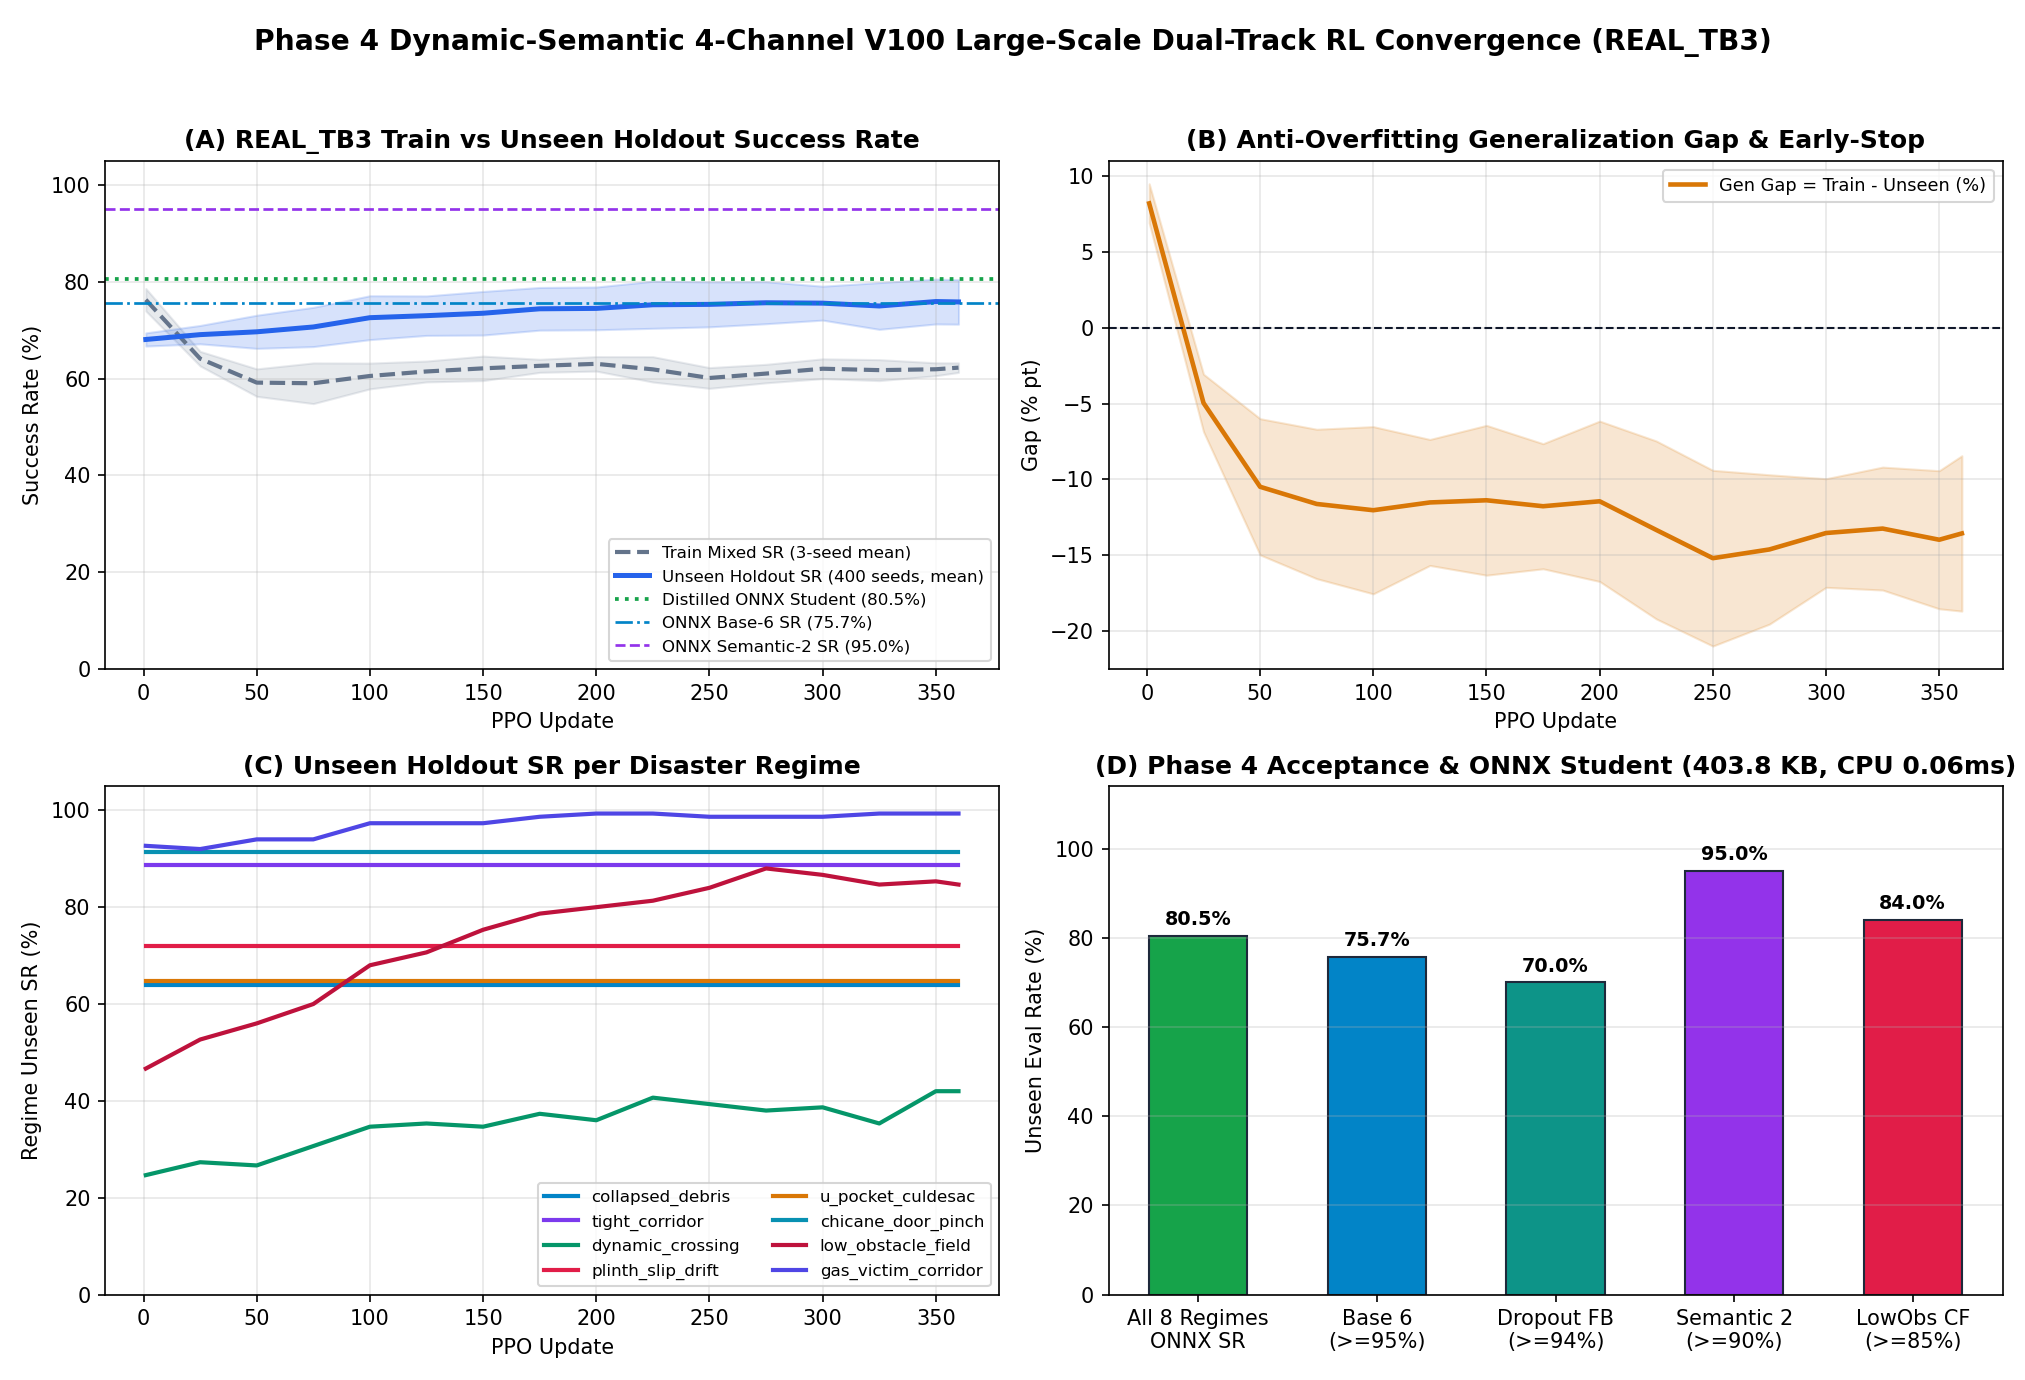 Phase 4 Dynamic-Semantic 4-Channel V100 Large-Scale Dual-Track RL Convergence (REAL_TB3)
(A) REAL_TB3 Train vs Unseen Holdout Success Rate
Success Rate (%)
100
80
60
40
20
0
Train Mixed SR (3-seed mean)
Unseen Holdout SR (400 seeds, mean)
Distilled ONNX Student (80.5%)
ONNX Base-6 SR (75.7%)
ONNX Semantic-2 SR (95.0%)
0 50 100 150 200 250 300 350
PPO Update
(B) Anti-Overfitting Generalization Gap & Early-Stop
Gap (% pt)
10
5
0
−5
−10
−15
−20
Gen Gap = Train - Unseen (%)
0 50 100 150 200 250 300 350
PPO Update
(C) Unseen Holdout SR per Disaster Regime
Regime Unseen SR (%)
100
80
60
40
20
0
collapsed_debris
tight_corridor
dynamic_crossing
plinth_slip_drift
u_pocket_culdesac
chicane_door_pinch
low_obstacle_field
gas_victim_corridor
0 50 100 150 200 250 300 350
PPO Update
(D) Phase 4 Acceptance & ONNX Student (403.8 KB, CPU 0.06ms)
Unseen Eval Rate (%)
100
80
60
40
20
0
80.5%
75.7%
70.0%
95.0%
84.0%
All 8 Regimes
ONNX SR
Base 6
(>=95%)
Dropout FB
(>=94%)
Semantic 2
(>=90%)
LowObs CF
(>=85%)